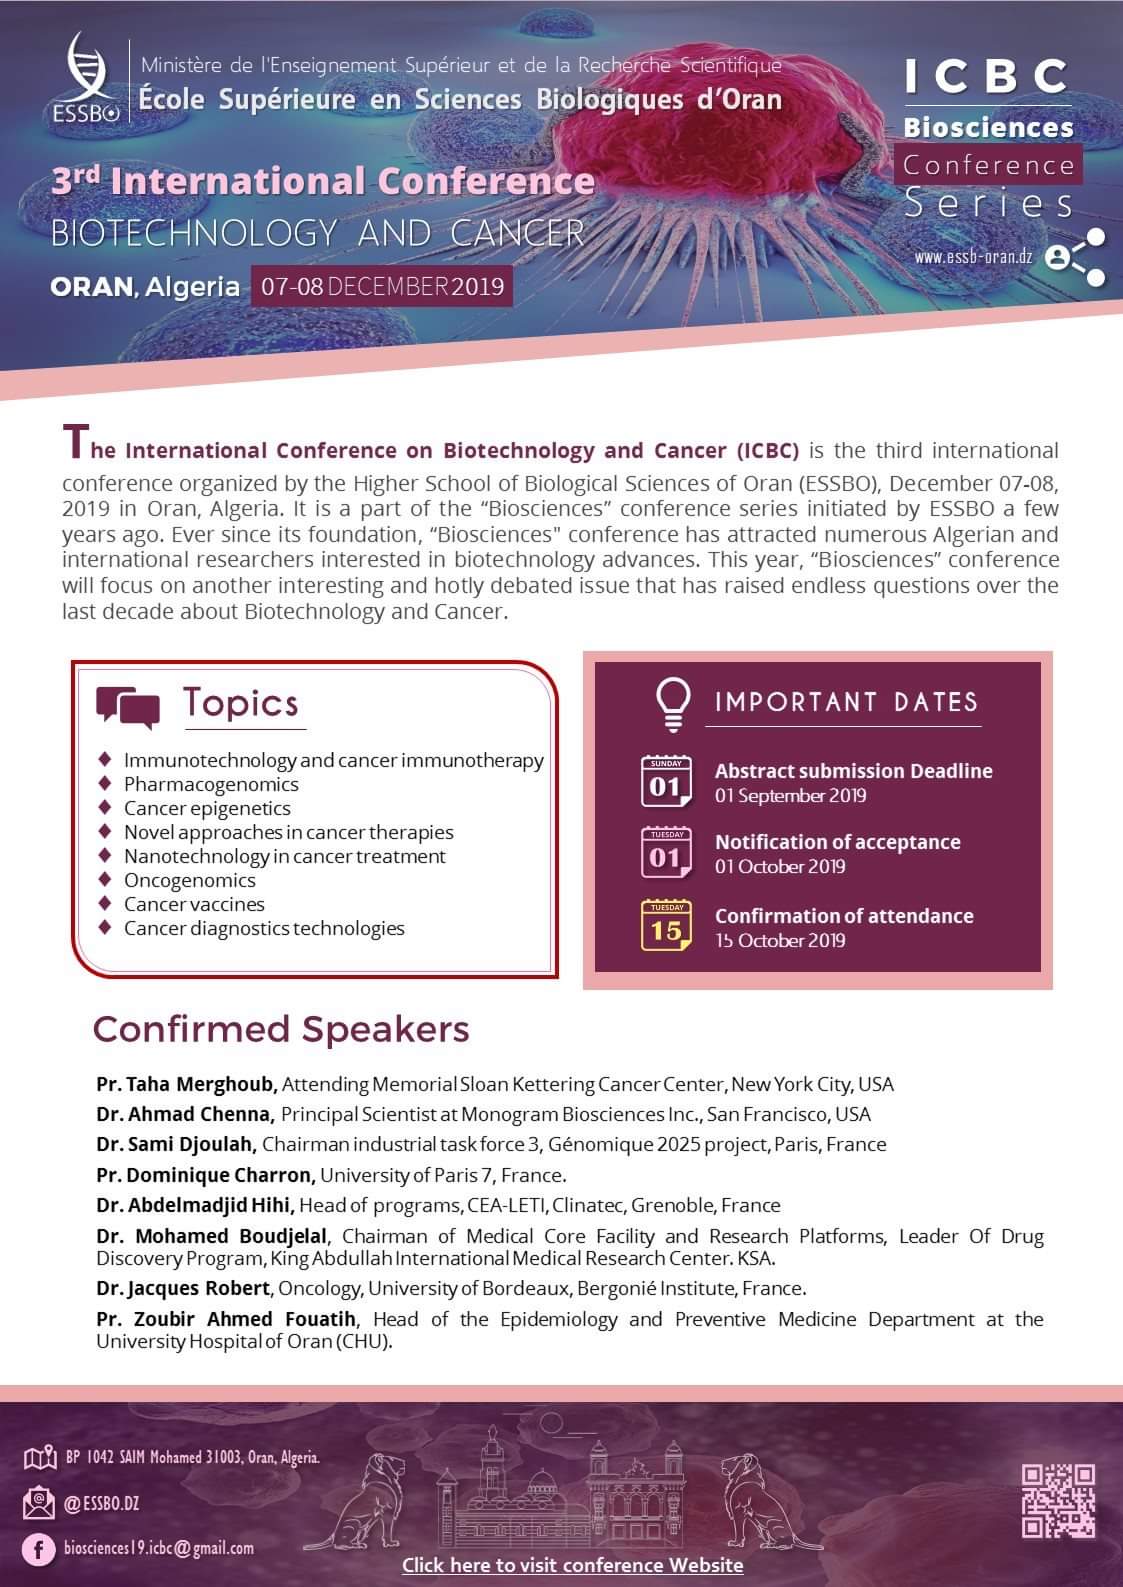 Ministère de l'Enseignement Supérieur et de la Recherche Scientifique
École Supérieure en Sciences Biologiques d’Oran
ESSBO
3rd International Conference
BIOTECHNOLOGY AND CANCER
ORAN, Algeria 07-08 DECEMBER 2019
ICBC
Biosciences
Conference
Series
www.essb-oran.dz
The International Conference on Biotechnology and Cancer (ICBC) is the third international
conference organized by the Higher School of Biological Sciences of Oran (ESSBO), December 07-08,
2019 in Oran, Algeria. It is a part of the “Biosciences” conference series initiated by ESSBO a few
years ago. Ever since its foundation, “Biosciences" conference has attracted numerous Algerian and
international researchers interested in biotechnology advances. This year, “Biosciences” conference
will focus on another interesting and hotly debated issue that has raised endless questions over the
last decade about Biotechnology and Cancer.
Topics
♦ Immunotechnology and cancer immunotherapy
♦ Pharmacogenomics
♦ Cancer epigenetics
♦ Novel approaches in cancer therapies
♦ Nanotechnology in cancer treatment
♦ Oncogenomics
♦ Cancer vaccines
♦ Cancer diagnostics technologies
IMPORTANT DATES
SUNDAY
01
Abstract submission Deadline
01 September 2019
TUESDAY
01
Notification of acceptance
01 October 2019
TUESDAY
15
Confirmation of attendance
15 October 2019
Confirmed Speakers
Pr. Taha Merghoub, Attending Memorial Sloan Kettering Cancer Center, New York City, USA
Dr. Ahmad Chenna, Principal Scientist at Monogram Biosciences Inc., San Francisco, USA
Dr. Sami Djoulah, Chairman industrial task force 3, Génomique 2025 project, Paris, France
Pr. Dominique Charron, University of Paris 7, France.
Dr. Abdelmadjid Hihi, Head of programs, CEA-LETI, Clinatec, Grenoble, France
Dr. Mohamed Boudjelal, Chairman of Medical Core Facility and Research Platforms, Leader Of Drug
Discovery Program, King Abdullah International Medical Research Center. KSA.
Dr. Jacques Robert, Oncology, University of Bordeaux, Bergonié Institute, France.
Pr. Zoubir Ahmed Fouatih, Head of the Epidemiology and Preventive Medicine Department at the
University Hospital of Oran (CHU).
BP 1042 SAIM Mohamed 31003, Oran, Algeria.
@ESSBO.DZ
biosciences19.icbc@gmail.com
Click here to visit conference Website